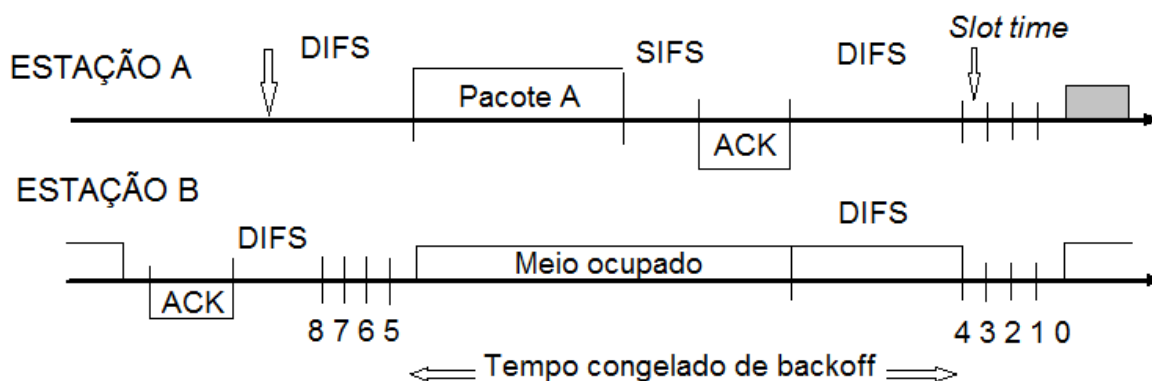 Slot time
DIFS SIFS DIFS
ESTAÇÃO A
Pacote A
ACK
ESTAÇÃO B
DIFS DIFS
Meio ocupado
ACK
8 7 6 5 4 3 2 1 0
Tempo congelado de backoff